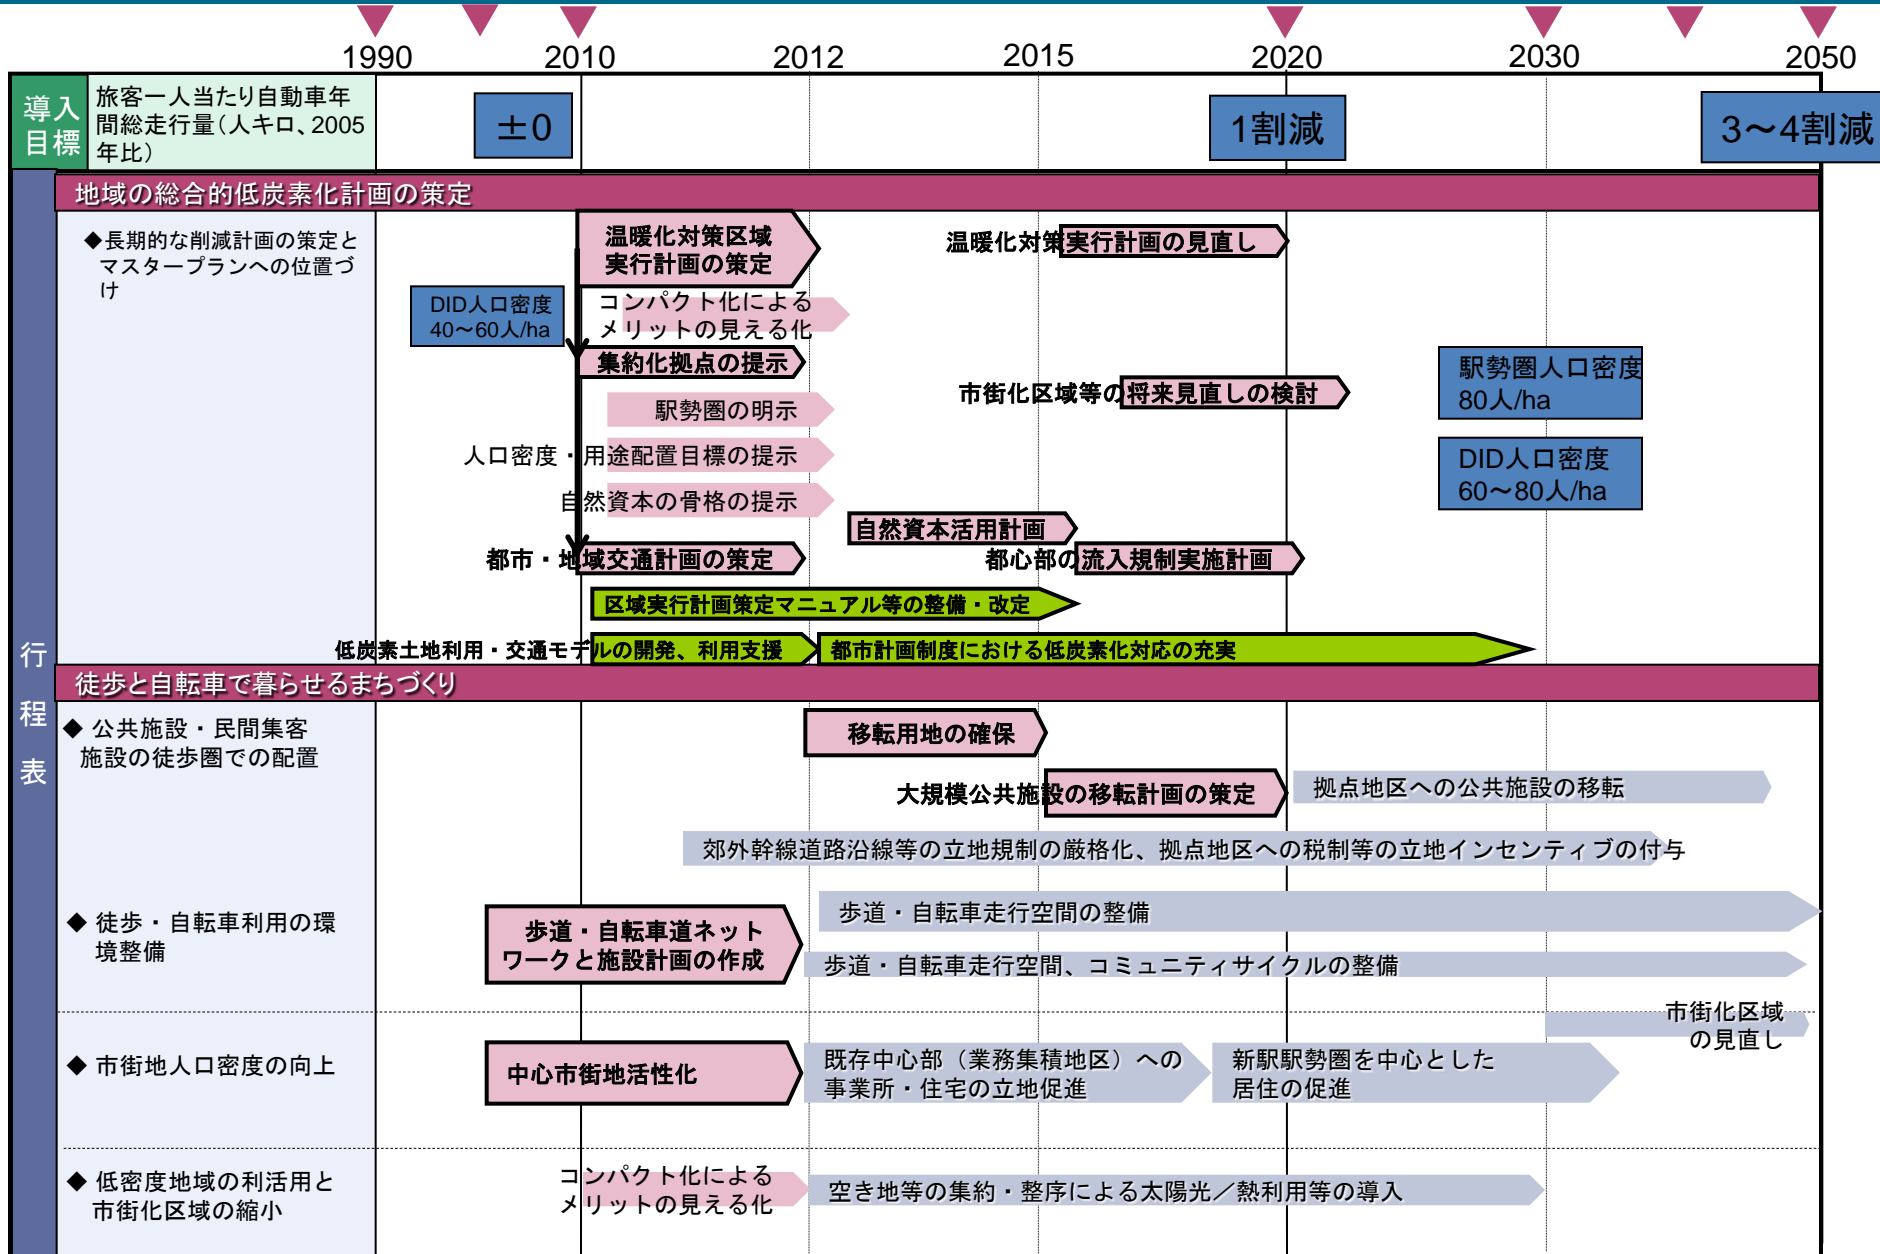 1990 2010 2012 2015 2020 2030 2050
導入
目標
旅客一人当たり自動車年
間総走行量（人キロ、2005
年比）
±0
1割減
3～4割減
行
程
表
地域の総合的低炭素化計画の策定
◆長期的な削減計画の策定と
マスタープランへの位置づ
け
温暖化対策区域
実行計画の策定
温暖化対策実行計画の見直し
DID人口密度
40～60人/ha
コンパクト化による
メリットの見える化
集約化拠点の提示
市街化区域等の将来見直しの検討
駅勢圏人口密度
80人/ha
駅勢圏の明示
人口密度・用途配置目標の提示
DID人口密度
60～80人/ha
自然資本の骨格の提示
自然資本活用計画
都市・地域交通計画の策定
都心部の流入規制実施計画
区域実行計画策定マニュアル等の整備・改定
低炭素土地利用・交通モデルの開発、利用支援
都市計画制度における低炭素化対応の充実
徒歩と自転車で暮らせるまちづくり
◆ 公共施設・民間集客
施設の徒歩圏での配置
移転用地の確保
大規模公共施設の移転計画の策定
拠点地区への公共施設の移転
郊外幹線道路沿線等の立地規制の厳格化、拠点地区への税制等の立地インセンティブの付与
◆ 徒歩・自転車利用の環
境整備
歩道・自転車道ネット
ワークと施設計画の作成
歩道・自転車走行空間の整備
歩道・自転車走行空間、コミュニティサイクルの整備
市街化区域
の見直し
◆ 市街地人口密度の向上
中心市街地活性化
既存中心部（業務集積地区）への
事業所・住宅の立地促進
新駅駅勢圏を中心とした
居住の促進
◆ 低密度地域の利活用と
市街化区域の縮小
コンパクト化による
メリットの見える化
空き地等の集約・整序による太陽光／熱利用等の導入